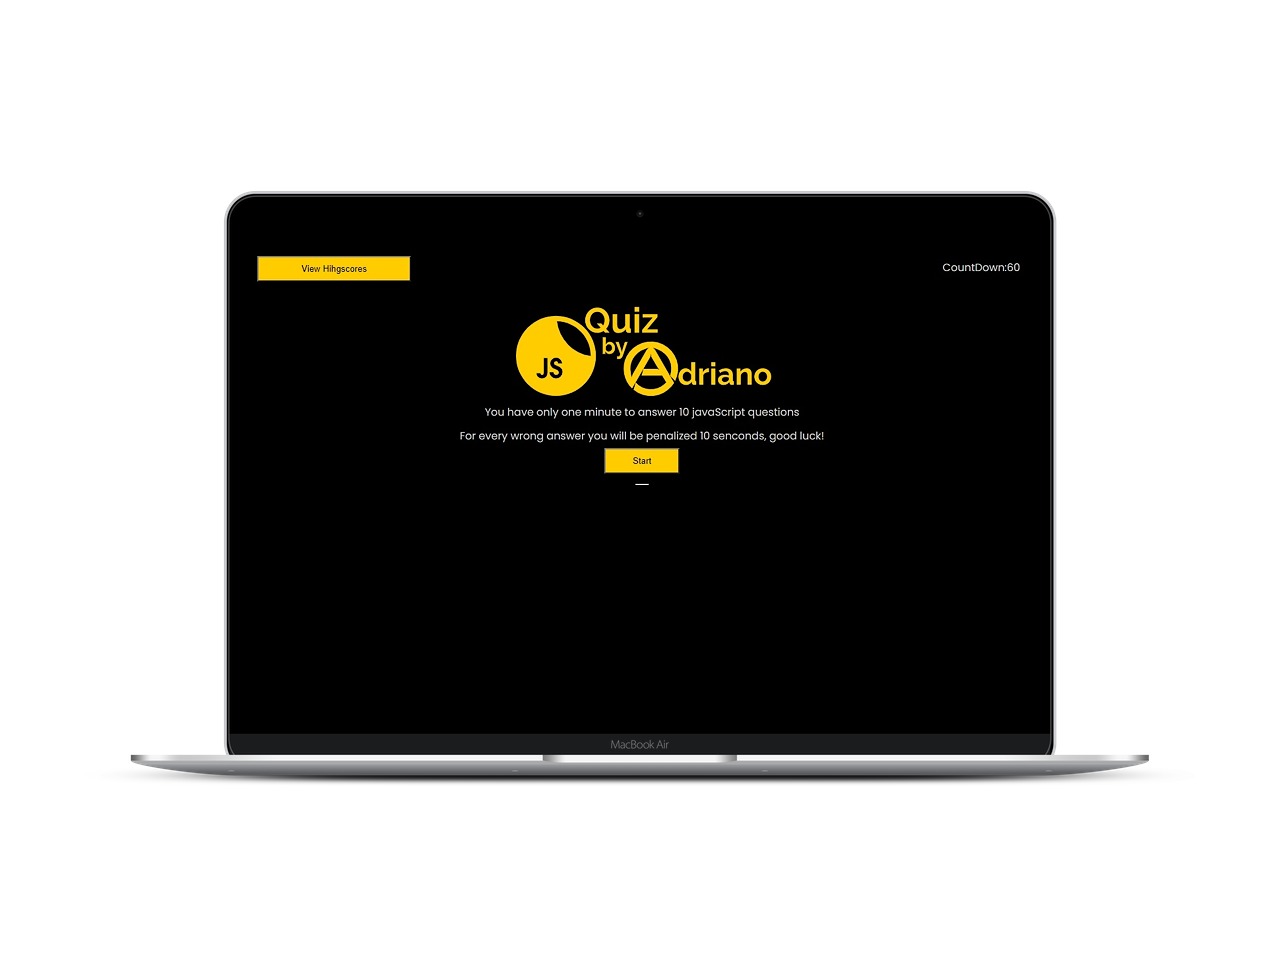 View Hihgscores
CountDown:60
Quiz
by
Adriano
JS
You have only one minute to answer 10 javaScript questions
For every wrong answer you will be penalized 10 senconds, good luck!
Start
MacBook Air